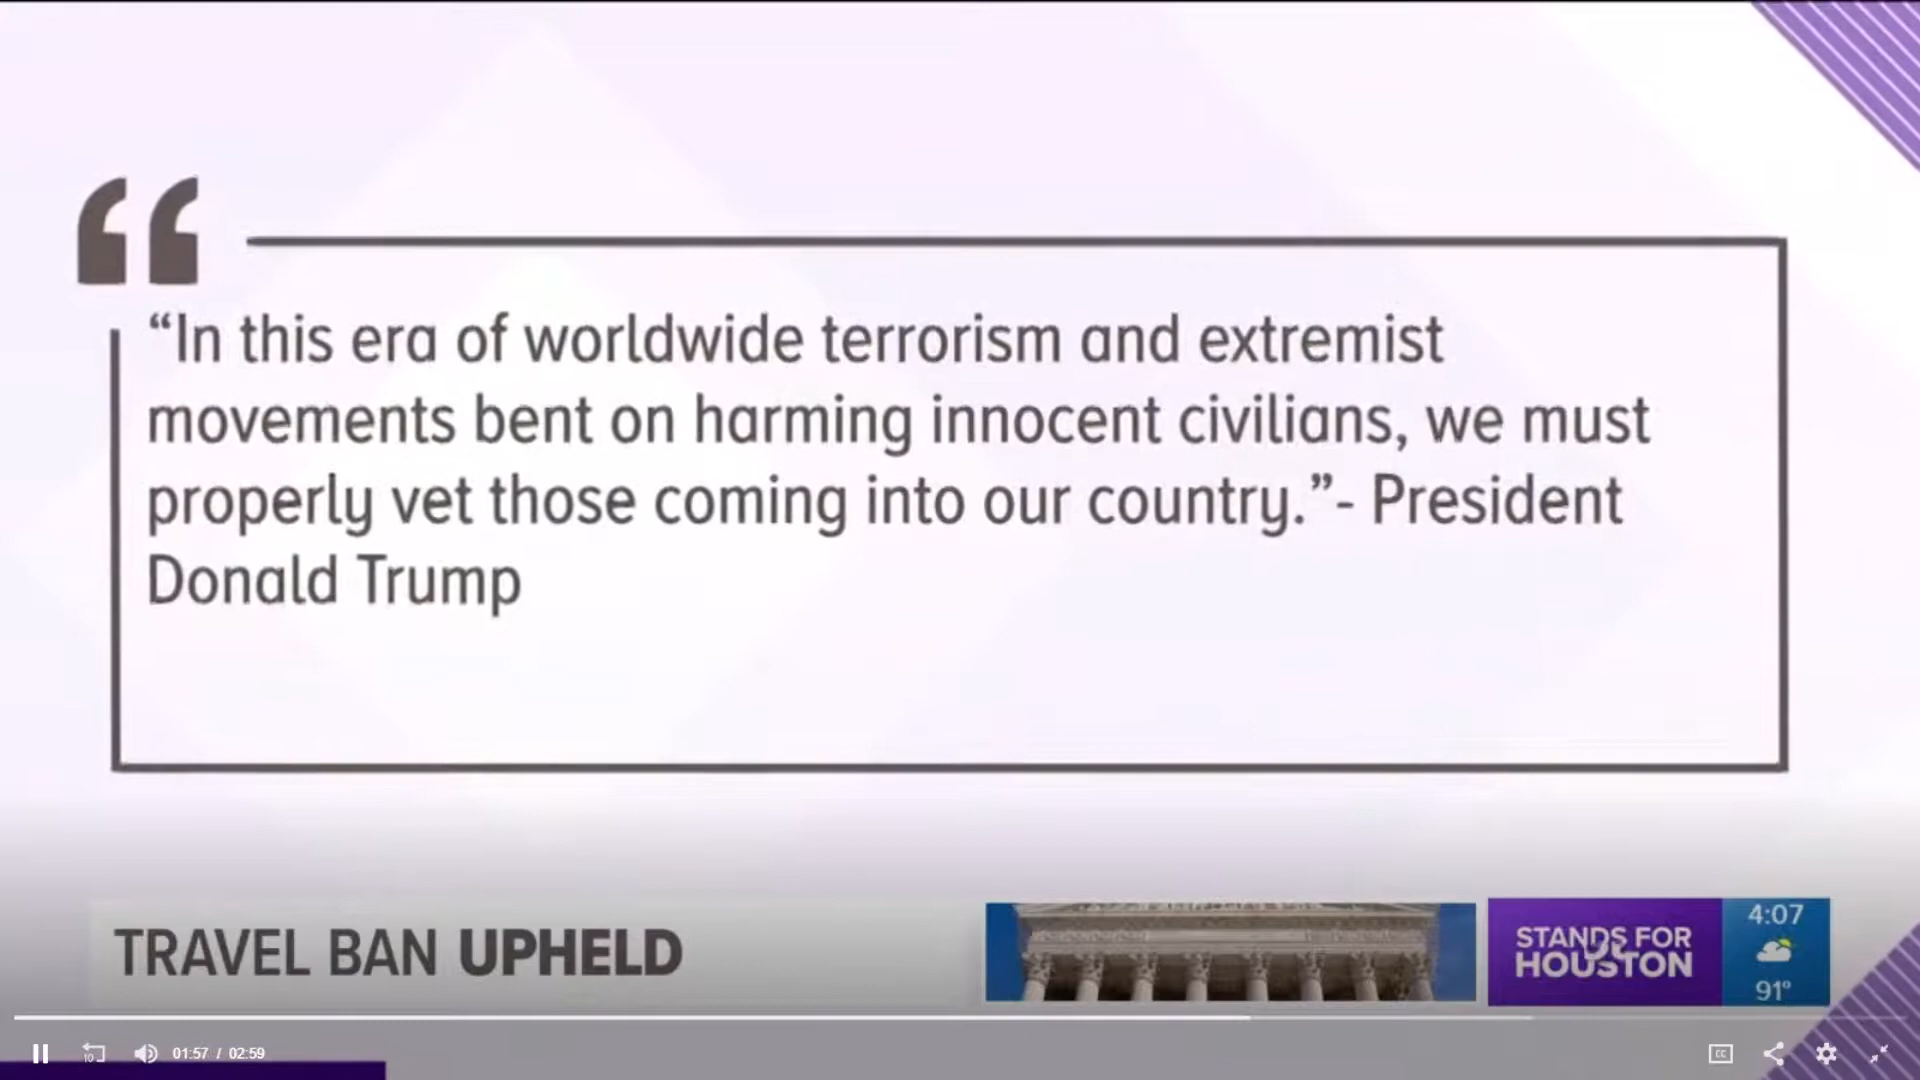 “In this era of worldwide terrorism and extremist
movements bent on harming innocent civilians, we must
properly vet those coming into our country.”- President
Donald Trump
TRAVEL BAN UPHELD
STANDS FOR
HOUSTON
4:07
91°
10
01:57 / 02:59
CC